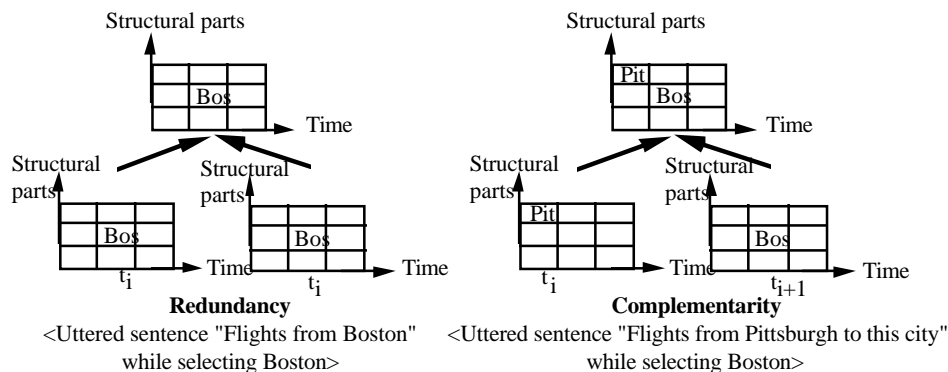 Structural parts
Bos
Time
Structural
parts
Bos
t i
Time
Structural
parts
Bos
t i
Time
Redundancy
<Uttered sentence "Flights from Boston"
while selecting Boston>
Structural parts
Pit
Bos
Time
Structural
parts
Pit
t i
Time
Structural
parts
Bos
t i+1
Time
Complementarity
<Uttered sentence "Flights from Pittsburgh to this city"
while selecting Boston>